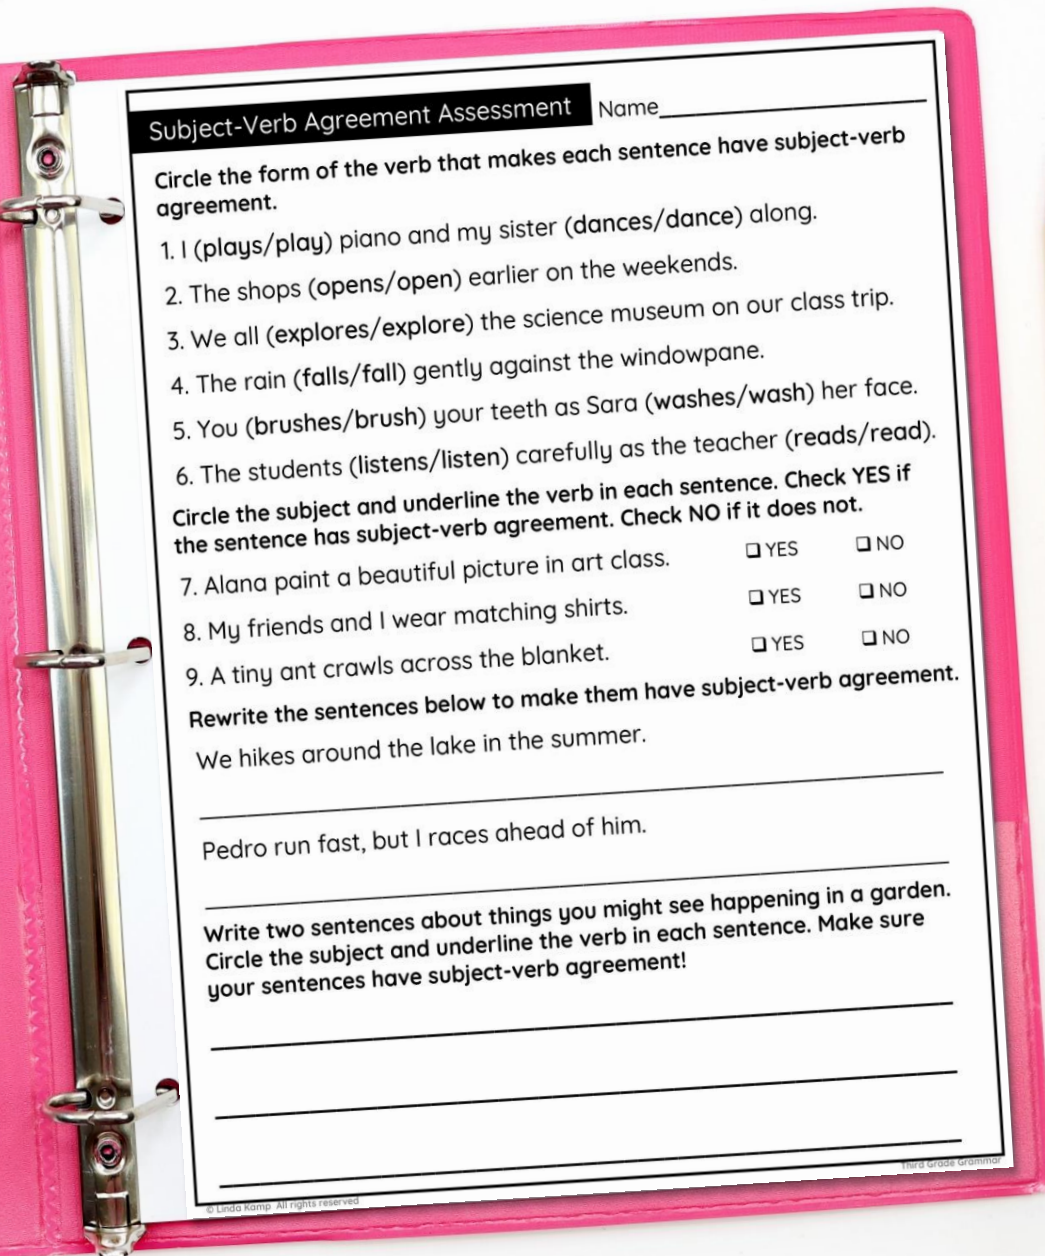 Subject-Verb Agreement Assessment Name
Circle the form of the verb that makes each sentence have subject-verb
agreement.
1. I (plays/play) piano and my sister (dances/dance) along.
2. The shops (opens/open) earlier on the weekends.
3. We all (explores/explore) the science museum on our class trip.
4. The rain (falls/fall) gently against the windowpane.
5. You (brushes/brush) your teeth as Sara (washes/wash) her face.
6. The students (listens/listen) carefully as the teacher (reads/read).
Circle the subject and underline the verb in each sentence. Check YES if
the sentence has subject-verb agreement. Check NO if it does not.
7. Alana paint a beautiful picture in art class. ❏ YES ❏ NO
8. My friends and I wear matching shirts. ❏ YES ❏ NO
9. A tiny ant crawls across the blanket. ❏ YES ❏ NO
Rewrite the sentences below to make them have subject-verb agreement.
We hikes around the lake in the summer.
Pedro run fast, but I races ahead of him.
Write two sentences about things you might see happening in a garden.
Circle the subject and underline the verb in each sentence. Make sure
your sentences have subject-verb agreement!
© Linda Kamp All rights reserved
Third Grade Grammar